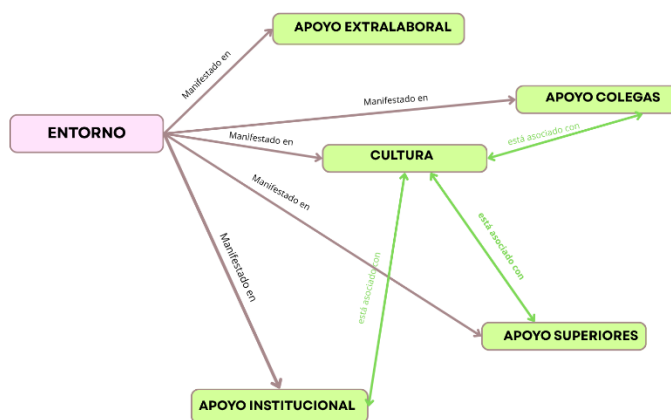 APOYO EXTRALABORAL
Manifestado en
APOYO COLEGAS
Manifestado en
está asociado con
ENTORNO
Manifestado en
CULTURA
Manifestado en
está asociado con
Manifestado en
está asociado con
APOYO SUPERIORES
APOYO INSTITUCIONAL